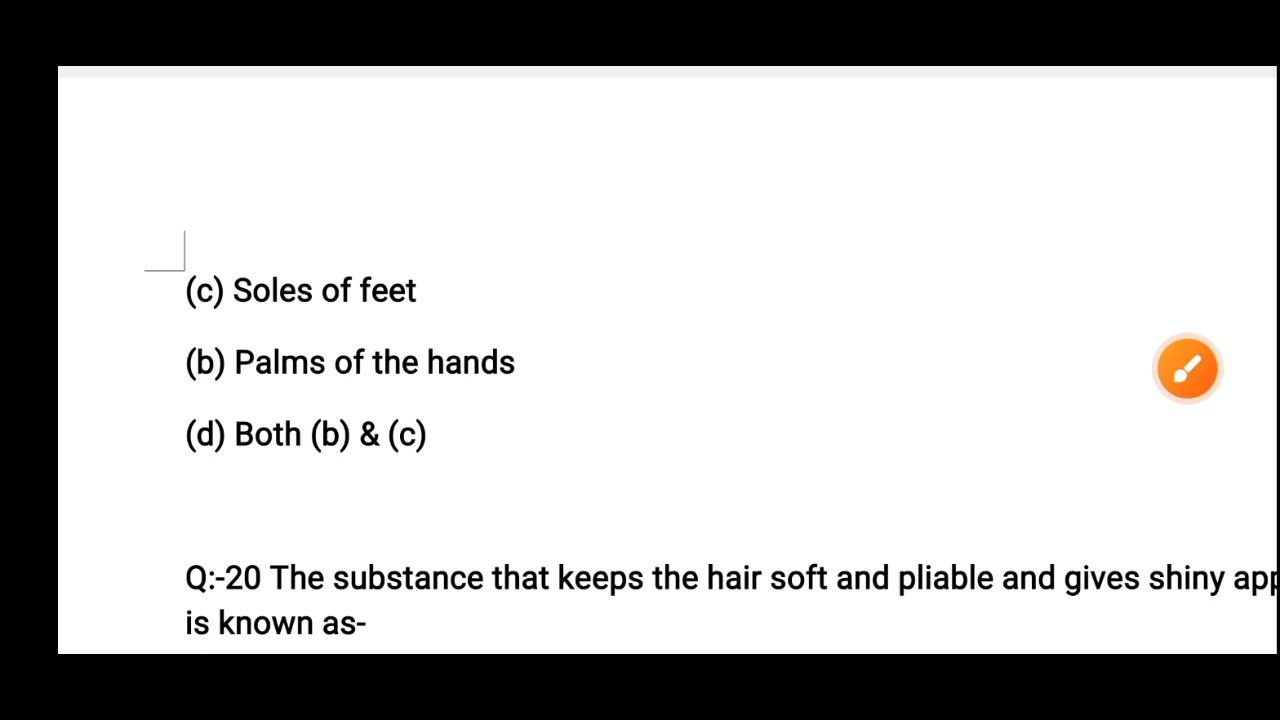 (c) Soles of feet
(b) Palms of the hands
(d) Both (b) & (c)
Q:-20 The substance that keeps the hair soft and pliable and gives shiny
is known as-